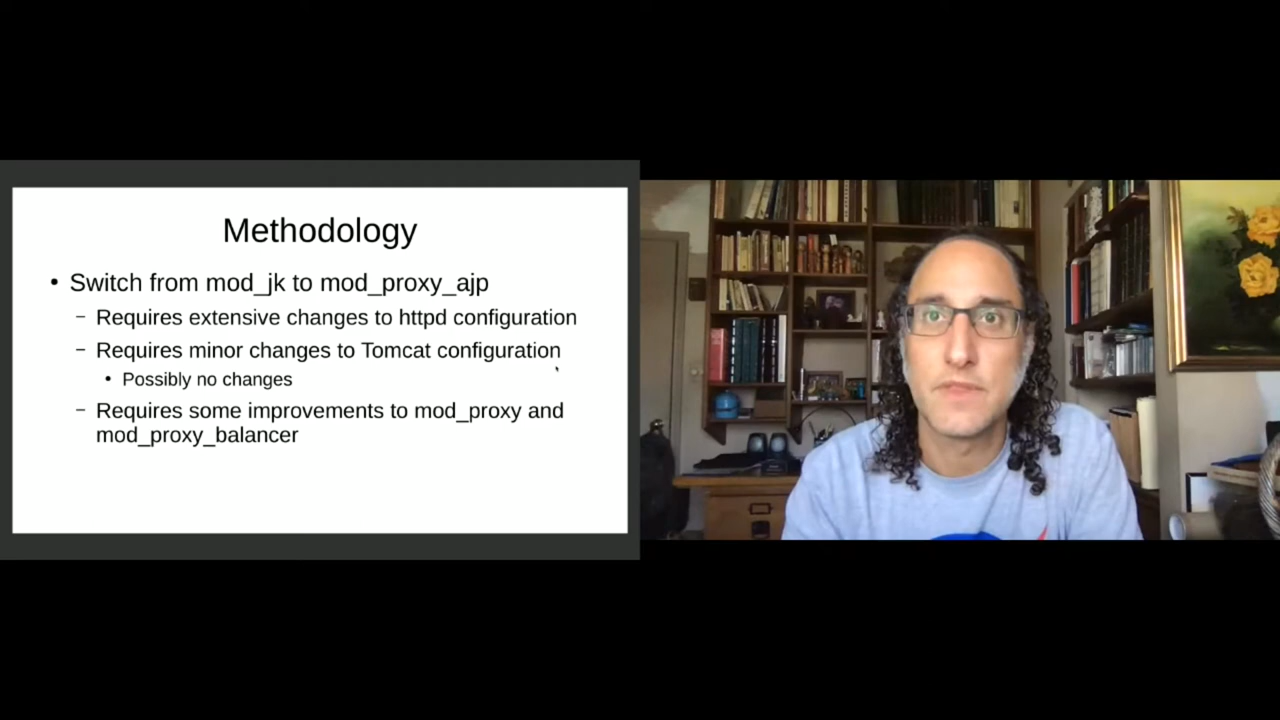 Methodology
• Switch from mod_jk to mod_proxy_ajp
– Requires extensive changes to httpd configuration
– Requires minor changes to Tomcat configuration
• Possibly no changes
– Requires some improvements to mod_proxy and
mod_proxy_balancer